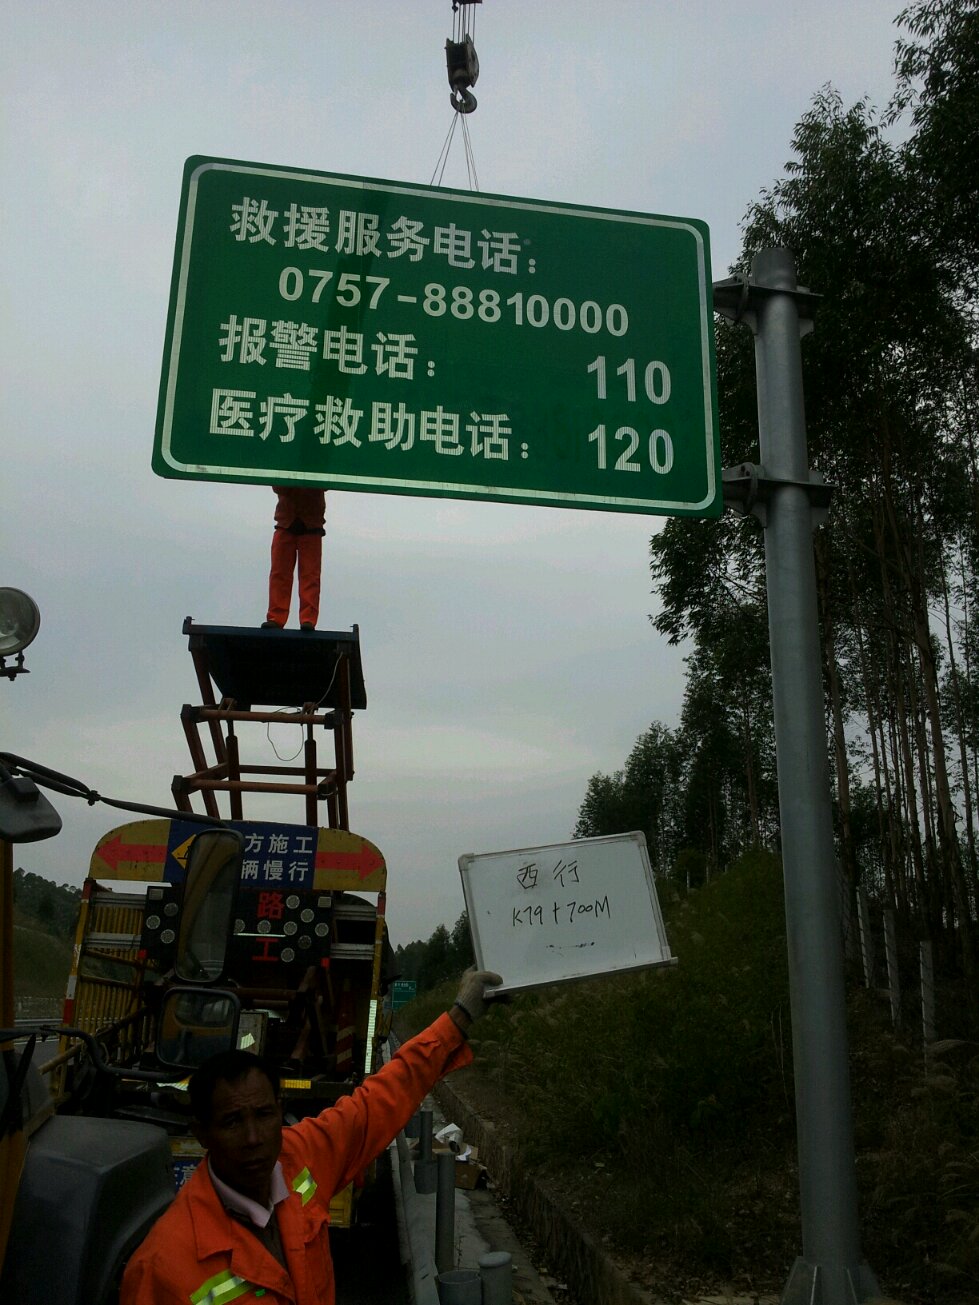 救援服务电话：
0757-88810000
报警电话： 110
医疗救助电话： 120
方施工
辆慢行
路
工
西行
K79+700M